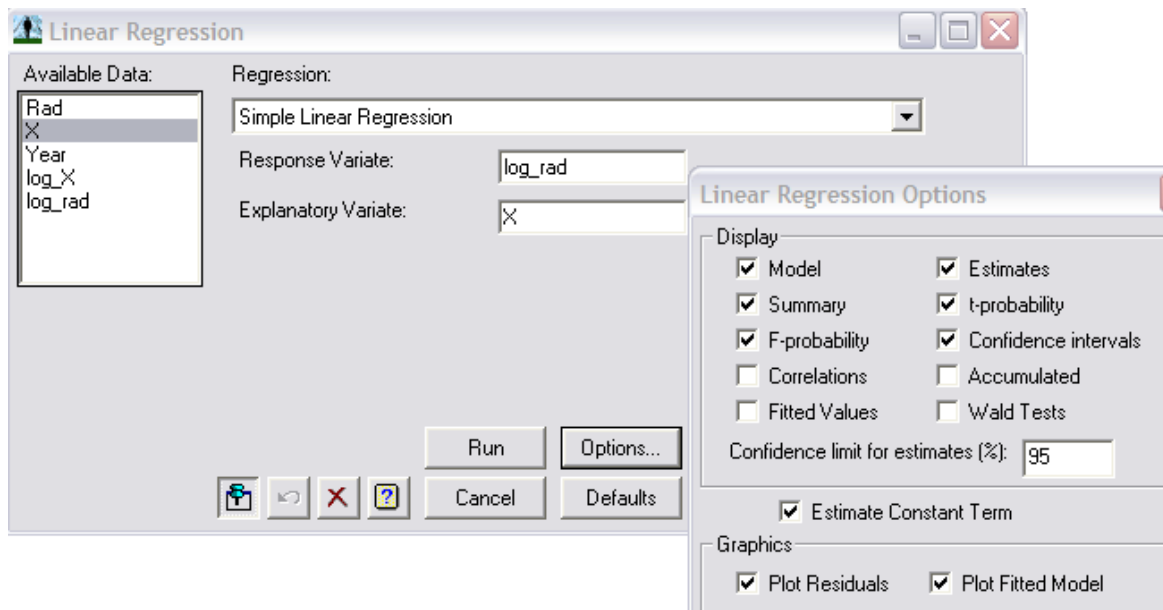 Linear Regression
Available Data:
Rad
X
Year
log_X
log_rad
Regression:
Simple Linear Regression
Response Variate:
log_rad
Explanatory Variate:
X
Run
Options...
Cancel
Defaults
Linear Regression Options
Display
Model
Estimates
Summary
t-probability
F-probability
Confidence intervals
Correlations
Accumulated
Fitted Values
Wald Tests
Confidence limit for estimates (%):
95
Estimate Constant Term
Graphics
Plot Residuals
Plot Fitted Model